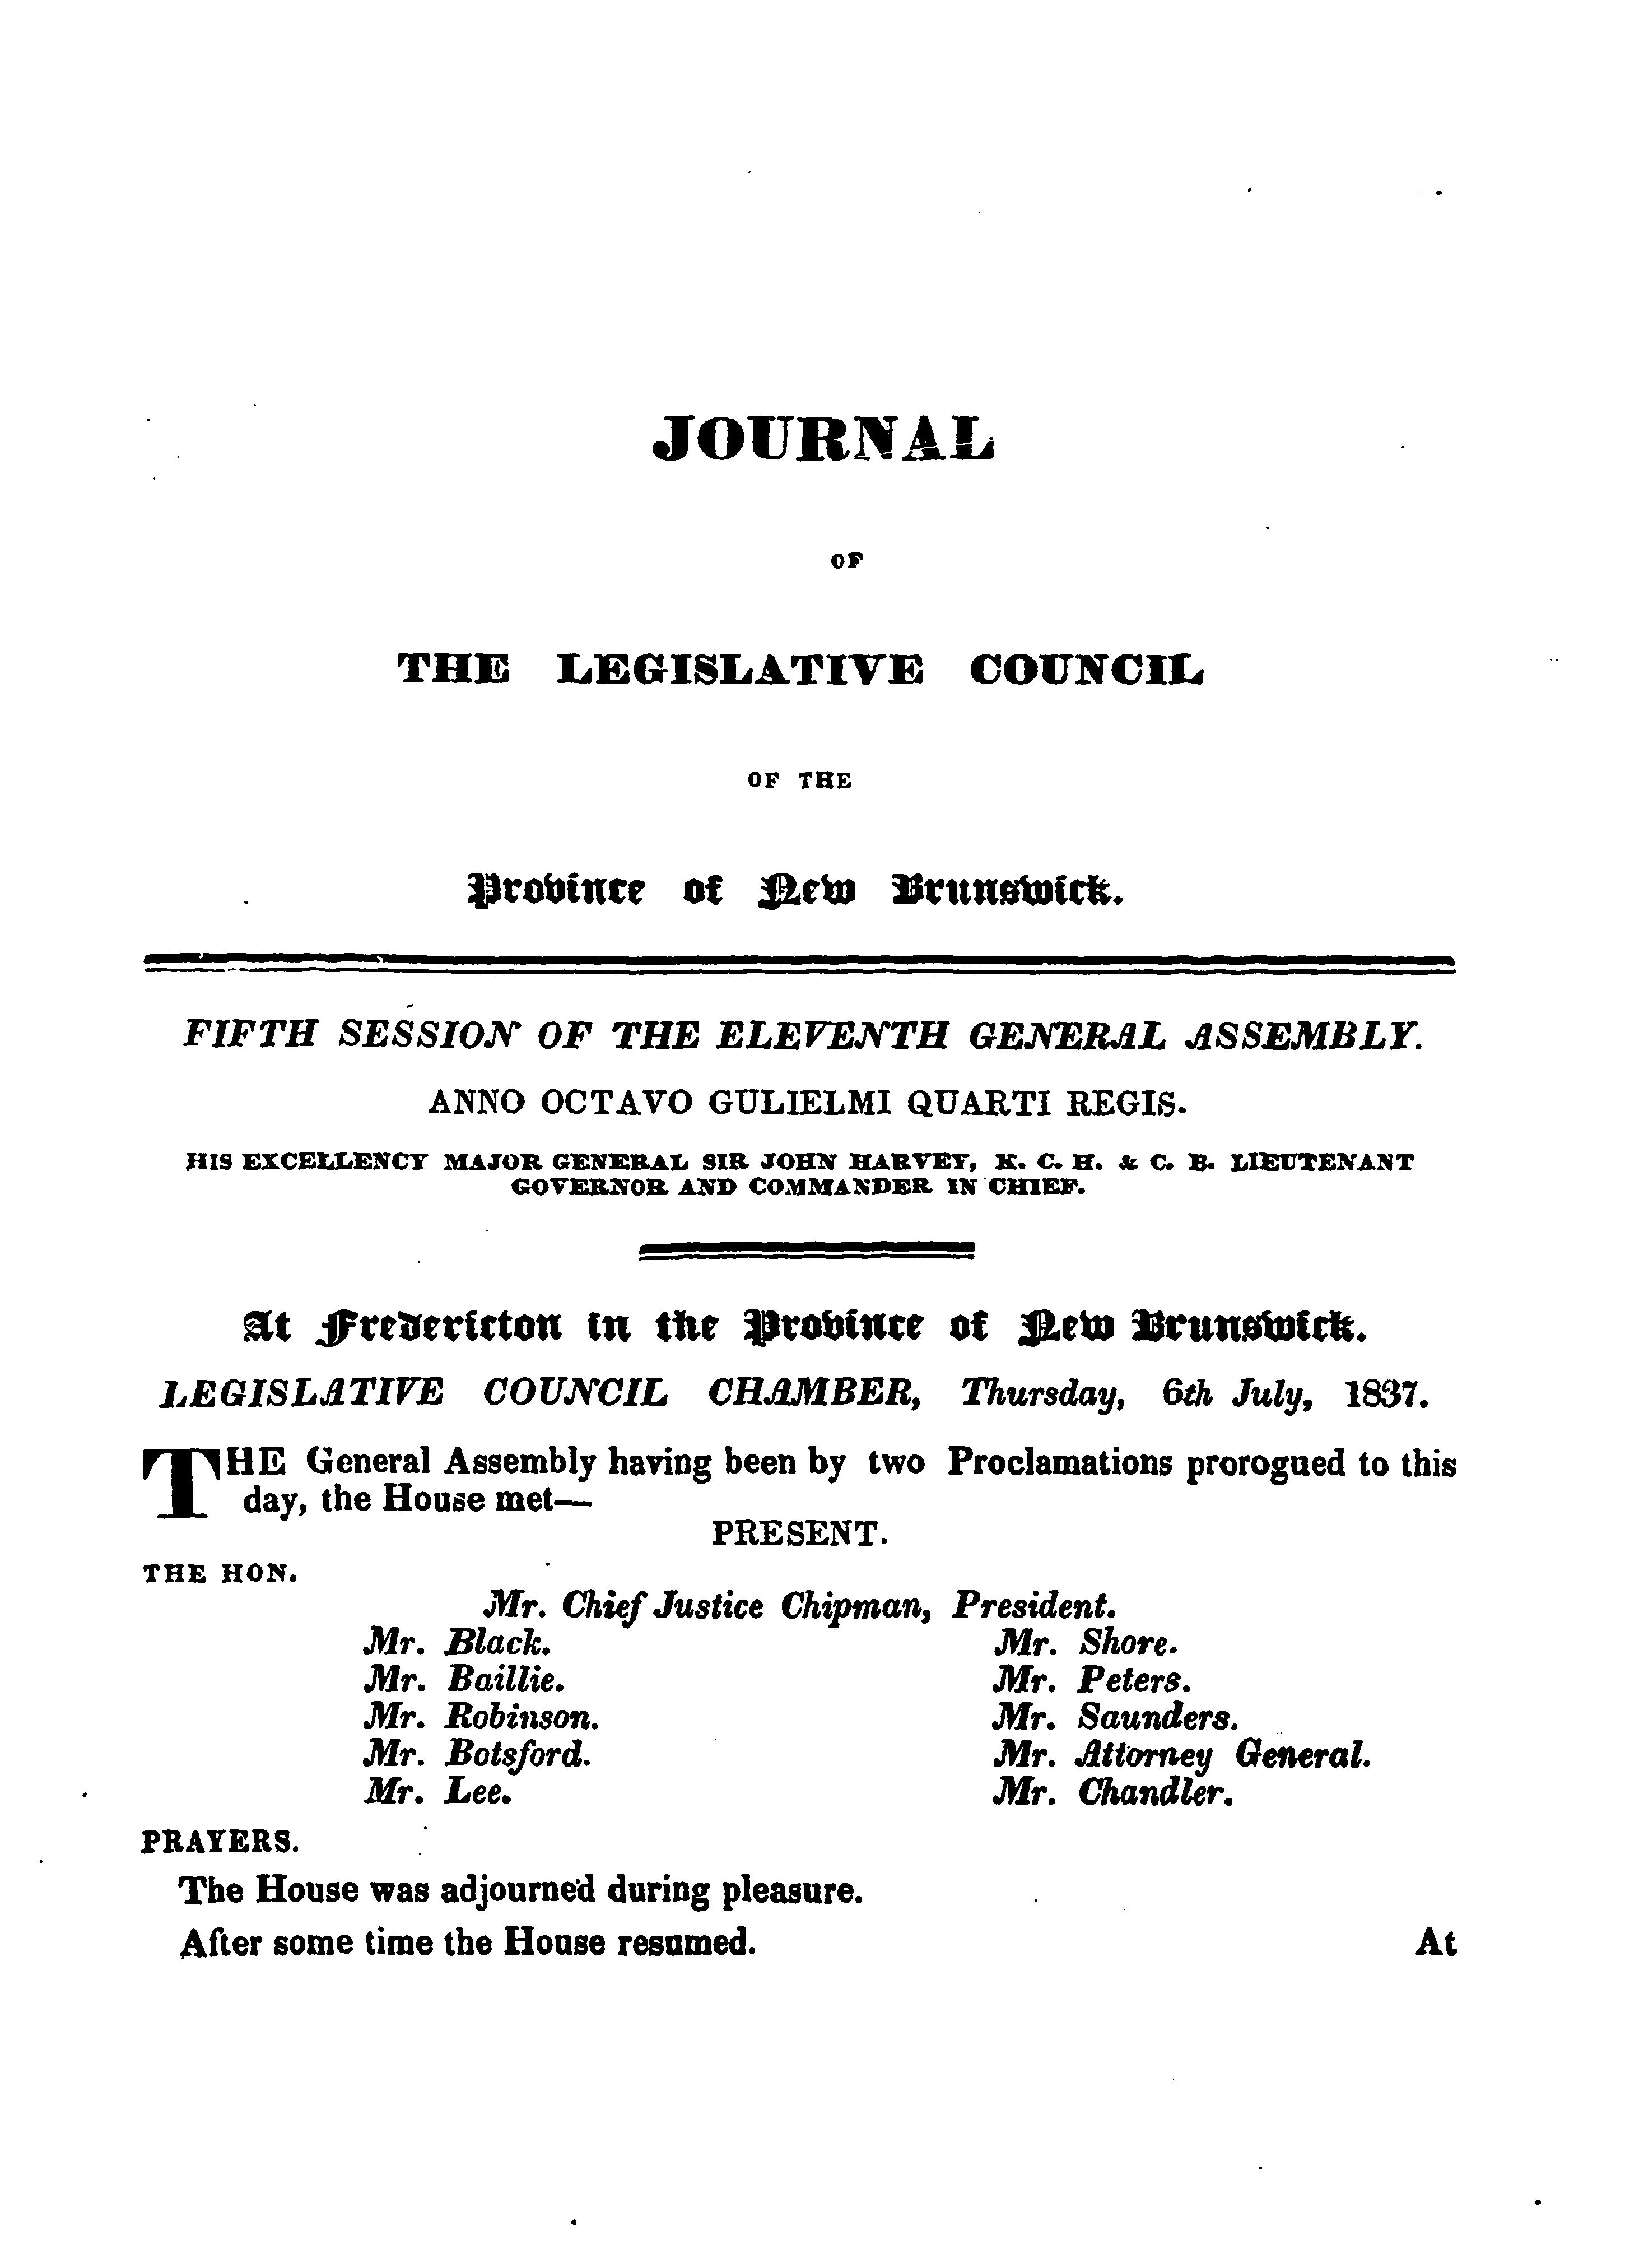 JOURNAL
OF
THE LEGISLATIVE COUNCIL
OF THE
Province of New Brunswick.
FIFTH SESSION OF THE ELEVENTH GENERAL ASSEMBLY.
ANNO OCTAVO GULIELMI QUARTI REGIS.
HIS EXCELLENCY MAJOR GENERAL SIR JOHN HARVEY, K. C. H. & C. B. LIEUTENANT
GOVERNOR AND COMMANDER IN CHIEF.
At Fredericton in the Province of New Brunswick.
LEGISLATIVE COUNCIL CHAMBER, Thursday, 6th July, 1837.
THE General Assembly having been by two Proclamations prorogued to this
day, the House met—
PRESENT.
THE HON.
Mr. Chief Justice Chipman, President.
Mr. Black. Mr. Shore.
Mr. Baillie. Mr. Peters.
Mr. Robinson. Mr. Saunders.
Mr. Botsford. Mr. Attorney General.
Mr. Lee. Mr. Chandler.
PRAYERS.
The House was adjourned during pleasure.
After some time the House resumed. At